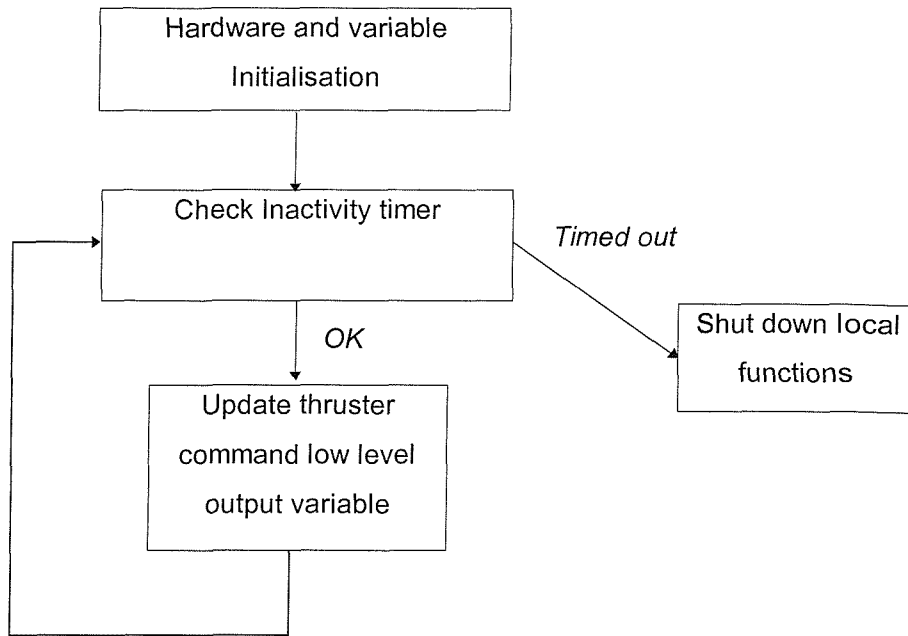 Hardware and variable
Initialisation
Check Inactivity timer
Timed out
OK
Shut down local
functions
Update thruster
command low level
output variable